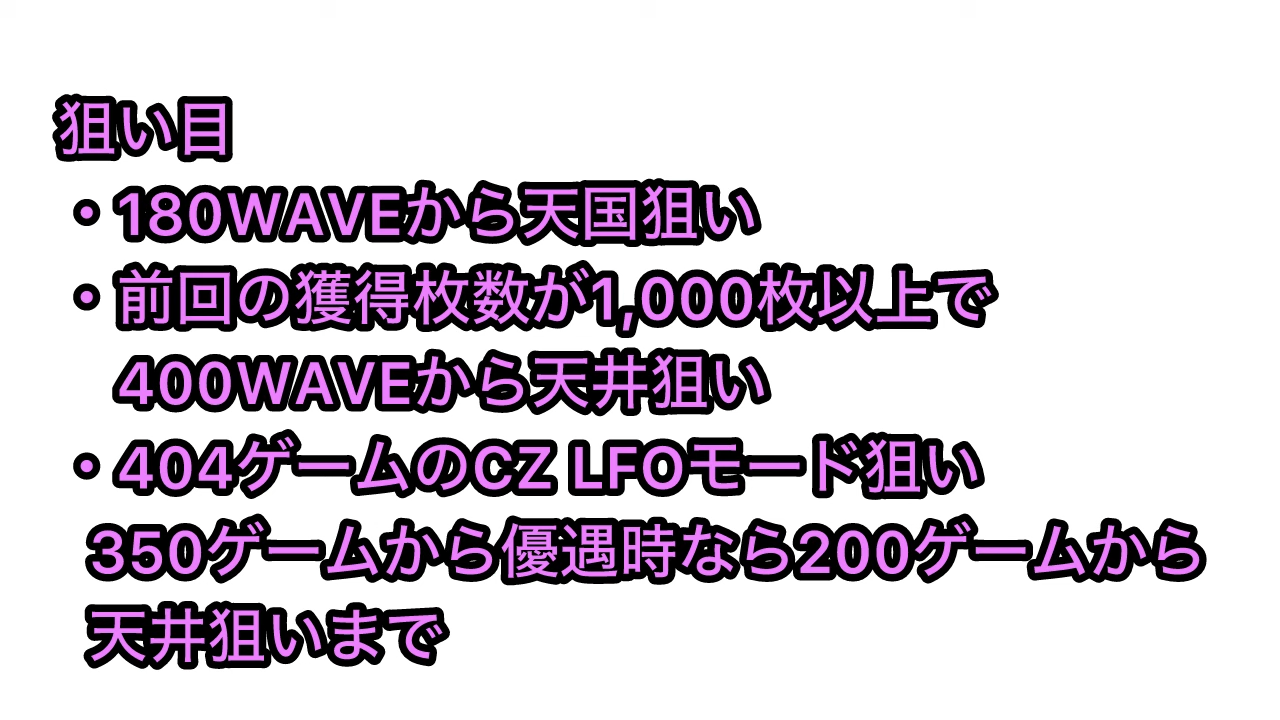 狙い目
・180WAVEから天国狙い
・前回の獲得枚数が1,000枚以上で
400WAVEから天井狙い
・404ゲームのCZ LFOモード狙い
350ゲームから優遇時なら200ゲームから
天井狙いまで